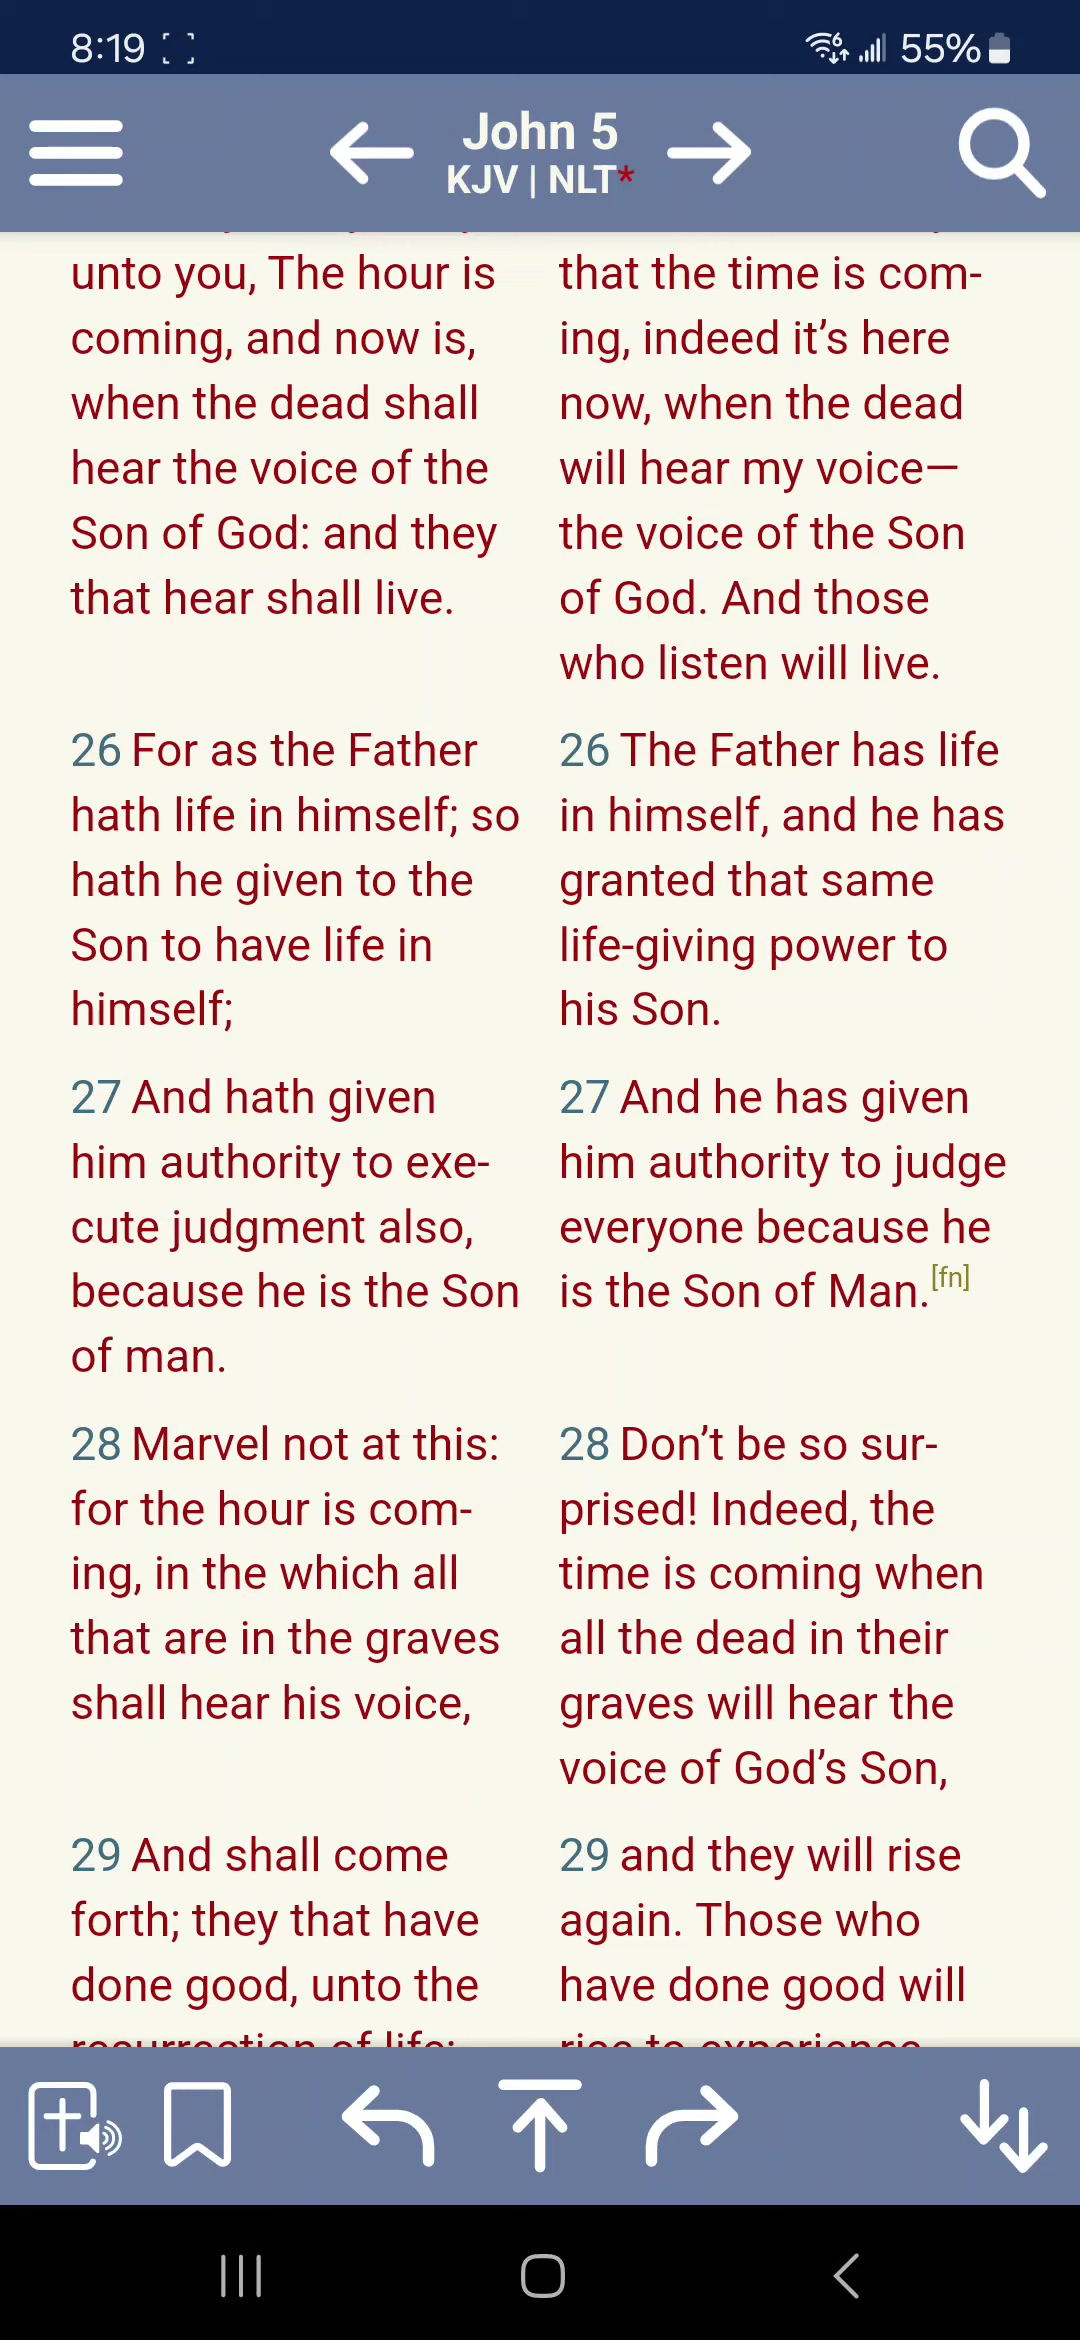 8:19
55%
John 5
KJV | NLT*
unto you, The hour is
coming, and now is,
when the dead shall
hear the voice of the
Son of God: and they
that hear shall live.
that the time is com-
ing, indeed it’s here
now, when the dead
will hear my voice—
the voice of the Son
of God. And those
who listen will live.
26 For as the Father
hath life in himself; so
hath he given to the
Son to have life in
himself;
26 The Father has life
in himself, and he has
granted that same
life-giving power to
his Son.
27 And hath given
him authority to exe-
cute judgment also,
because he is the Son
of man.
27 And he has given
him authority to judge
everyone because he
is the Son of Man.[fn]
28 Marvel not at this:
for the hour is com-
ing, in the which all
that are in the graves
shall hear his voice,
28 Don’t be so sur-
prised! Indeed, the
time is coming when
all the dead in their
graves will hear the
voice of God’s Son,
29 And shall come
forth; they that have
done good, unto the
resurrection of life;
29 and they will rise
again. Those who
have done good will
rise to experience